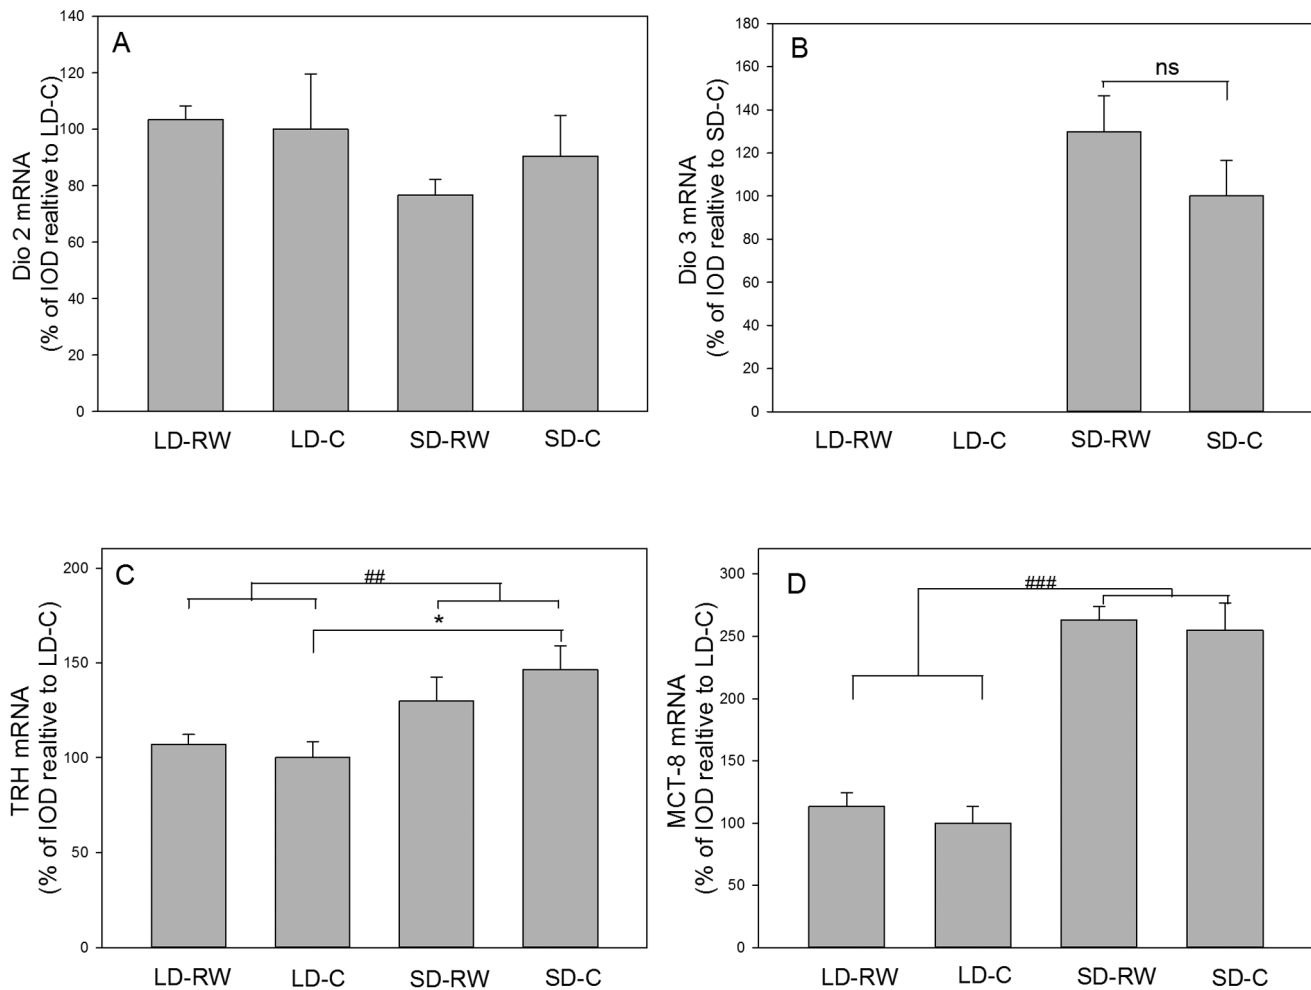 A
Dio 2 mRNA
(% of IOD realtive to LD-C)
140
120
100
80
60
40
20
0
LD-RW LD-C SD-RW SD-C
B
Dio 3 mRNA
(% of IOD realtive to SD-C)
180
160
140
120
100
80
60
40
20
0
ns
LD-RW LD-C SD-RW SD-C
C
TRH mRNA
(% of IOD realtive to LD-C)
200
150
100
50
0
##
*
LD-RW LD-C SD-RW SD-C
D
MCT-8 mRNA
(% of IOD realtive to LD-C)
300
250
200
150
100
50
0
###
LD-RW LD-C SD-RW SD-C